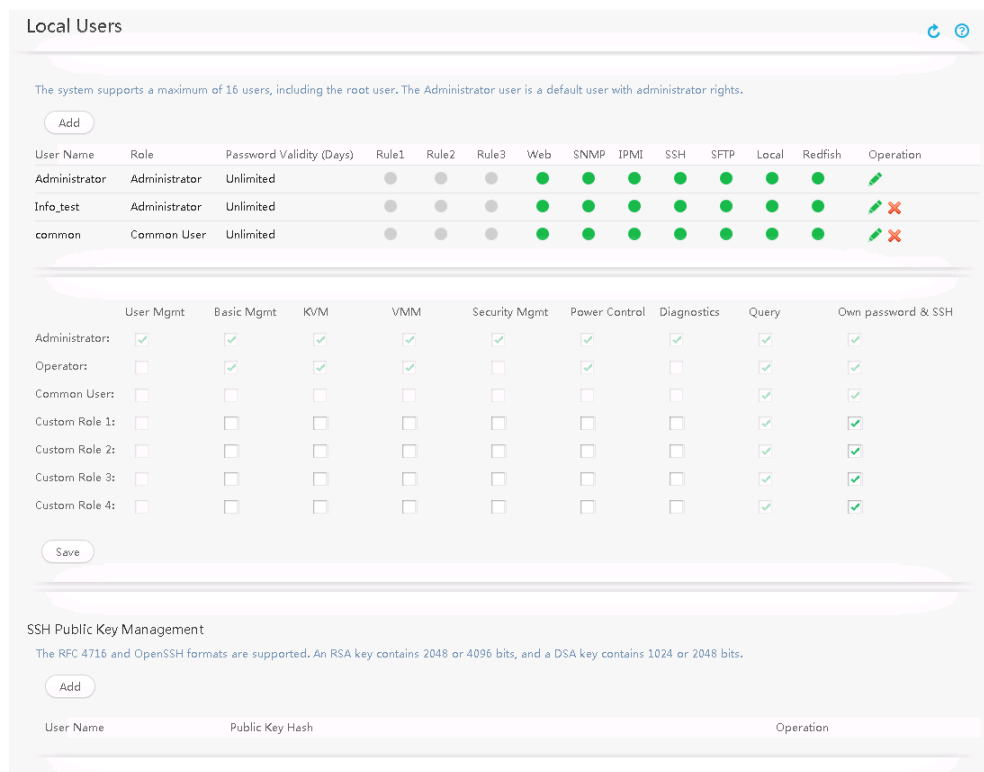 Local Users
The system supports a maximum of 16 users, including the root user. The Administrator user is a default user with administrator rights.
Add
User Name Role Password Validity (Days) Rule1 Rule2 Rule3 Web SNMP IPMI SSH SFTP Local Redfish Operation
Administrator Administrator Unlimited
Info_test Administrator Unlimited
common Common User Unlimited
User Mgmt Basic Mgmt KVM VMM Security Mgmt Power Control Diagnostics Query Own password & SSH
Administrator:
Operator:
Common User:
Custom Role 1:
Custom Role 2:
Custom Role 3:
Custom Role 4:
Save
SSH Public Key Management
The RFC 4716 and OpenSSH formats are supported. An RSA key contains 2048 or 4096 bits, and a DSA key contains 1024 or 2048 bits.
Add
User Name Public Key Hash Operation